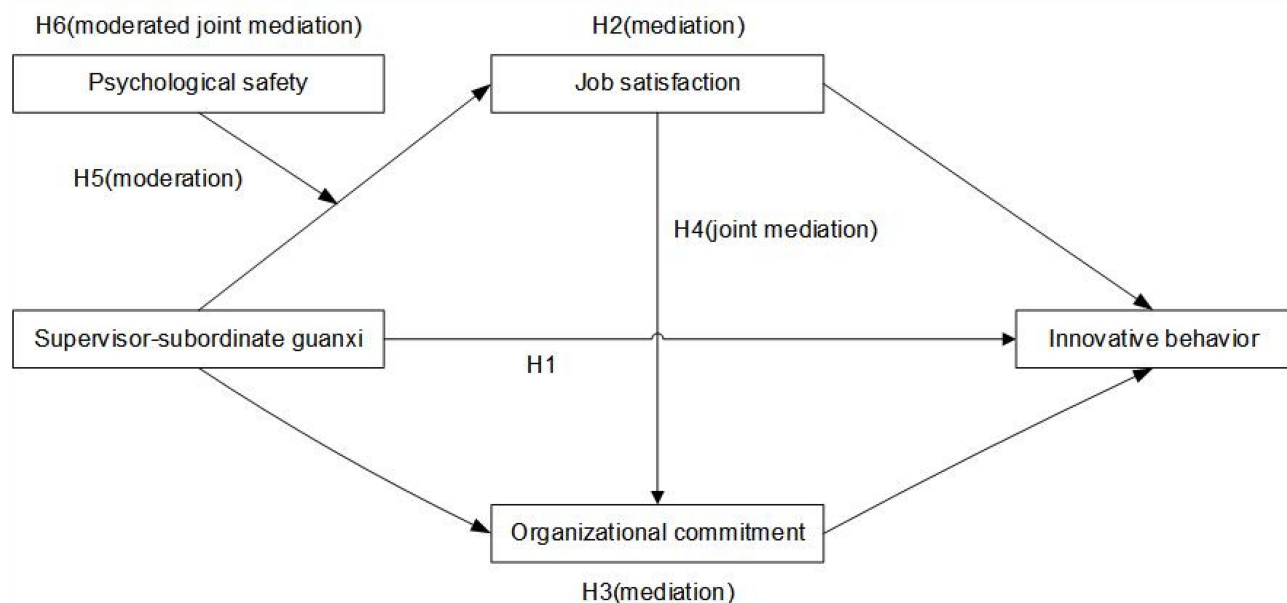 H6(moderated joint mediation)
H2(mediation)
Psychological safety
Job satisfaction
H5(moderation)
H4(joint mediation)
Supervisor-subordinate guanxi
Innovative behavior
H1
Organizational commitment
H3(mediation)